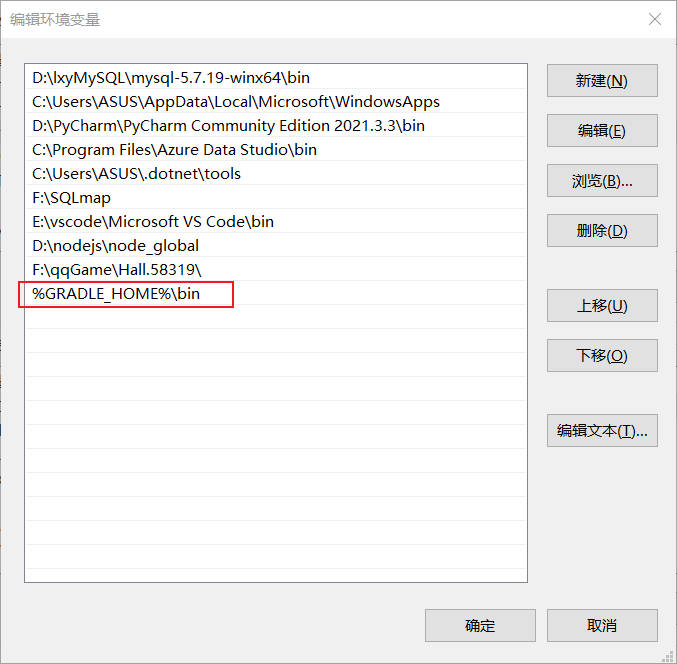 编辑环境变量
D:\lxyMySQL\mysql-5.7.19-winx64\bin
C:\Users\ASUS\AppData\Local\Microsoft\WindowsApps
D:\PyCharm\PyCharm Community Edition 2021.3.3\bin
C:\Program Files\Azure Data Studio\bin
C:\Users\ASUS\.dotnet\tools
F:\SQLmap
E:\vscode\Microsoft VS Code\bin
D:\nodejs\node_global
F:\qqGame\Hall.58319\
%GRADLE_HOME%\bin
新建(N)
编辑(E)
浏览(B)...
删除(D)
上移(U)
下移(O)
编辑文本(T)...
确定
取消